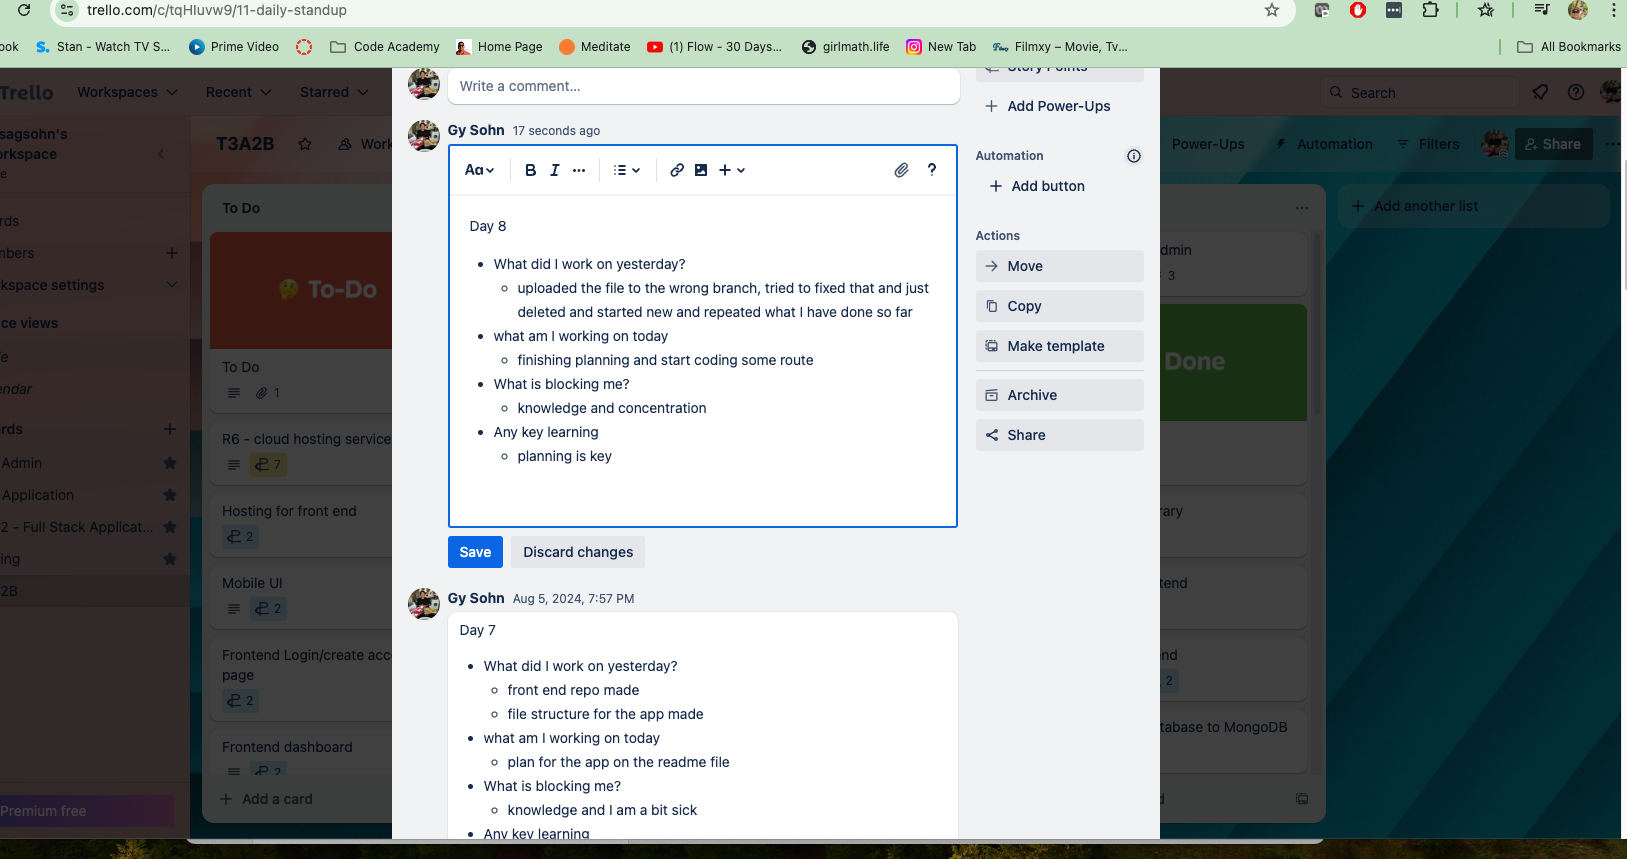 trello.com/c/tqHluvw9/11-daily-standup
ook
Stan - Watch TV S...
Prime Video
Code Academy
Home Page
Meditate
(1) Flow - 30 Days...
girlmath.life
New Tab
Filmxy – Movie, Tv...
All Bookmarks
Trello
Workspaces
Recent
Starred
Search
sagsohn's
orkspace
e
T3A2B
Work
Power-Ups
Automation
Filters
Share
rds
mbers
kspace settings
ce views
e
endar
rds
Admin
Application
2 - Full Stack Applicat...
ing
2B
Premium free
To Do
To-Do
To Do
1
R6 - cloud hosting service
7
Hosting for front end
2
Mobile UI
2
Frontend Login/create acc
page
2
Frontend dashboard
2
Add a card
Write a comment...
Gy Sohn 17 seconds ago
Aa
B
I
?
Day 8
What did I work on yesterday?
uploaded the file to the wrong branch, tried to fixed that and just
deleted and started new and repeated what I have done so far
what am I working on today
finishing planning and start coding some route
What is blocking me?
knowledge and concentration
Any key learning
planning is key
Save
Discard changes
Gy Sohn Aug 5, 2024, 7:57 PM
Day 7
What did I work on yesterday?
front end repo made
file structure for the app made
what am I working on today
plan for the app on the readme file
What is blocking me?
knowledge and I am a bit sick
Any key learning
Story Points
Add Power-Ups
Automation
Add button
Actions
Move
Copy
Make template
Archive
Share
dmin
3
Done
rary
tend
nd
2
tabase to MongoDB
d
Add another list